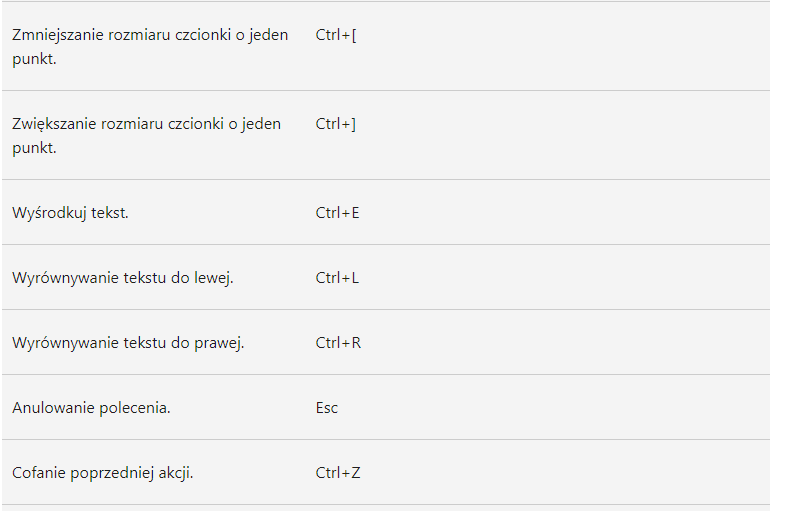 Zmniejszanie rozmiaru czcionki o jeden Ctrl+[
punkt.
Zwiększanie rozmiaru czcionki o jeden Ctrl+]
punkt.
Wyśrodkuj tekst. Ctrl+E
Wyrównywanie tekstu do lewej. Ctrl+L
Wyrównywanie tekstu do prawej. Ctrl+R
Anulowanie polecenia. Esc
Cofanie poprzedniej akcji. Ctrl+Z